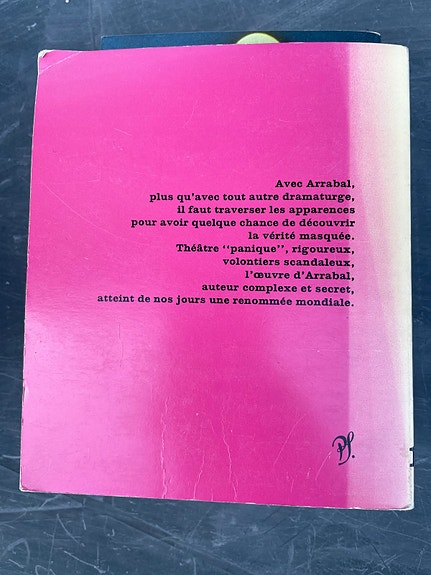 Avec Arrabal,
plus qu'avec tout autre dramaturge,
il faut traverser les apparences
pour avoir quelque chance de découvrir
la vérité masquée.
Théâtre "panique", rigoureux,
volontiers scandaleux,
l'œuvre d'Arrabal,
auteur complexe et secret,
atteint de nos jours une renommée mondiale.